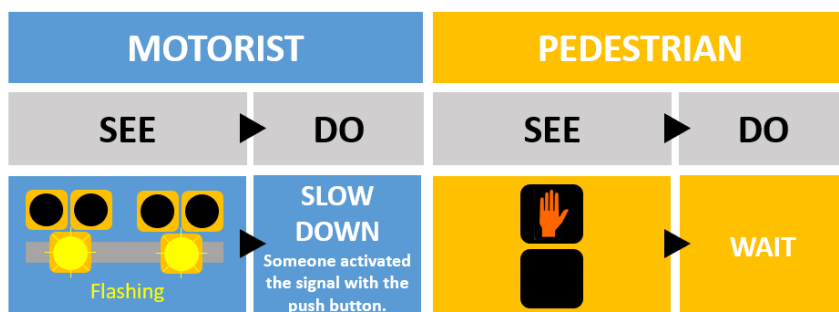 MOTORIST
PEDESTRIAN
SEE
DO
SEE
DO
Flashing
SLOW
DOWN
Someone activated
the signal with the
push button.
WAIT